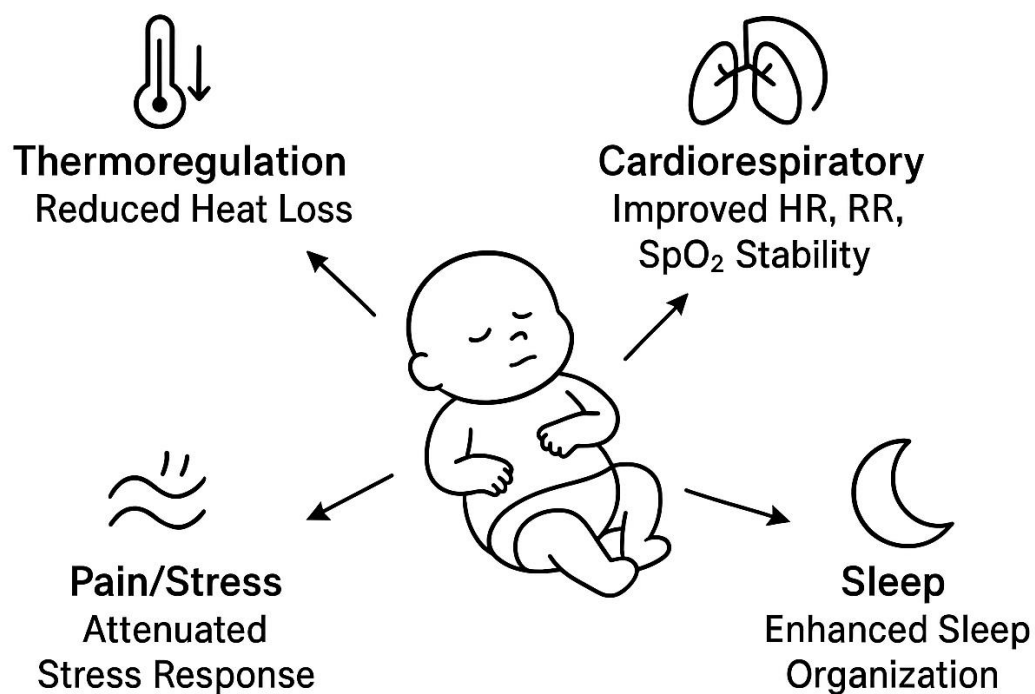 Thermoregulation
Reduced Heat Loss
Cardiorespiratory
Improved HR, RR,
SpO₂ Stability
Pain/Stress
Attenuated
Stress Response
Sleep
Enhanced Sleep
Organization